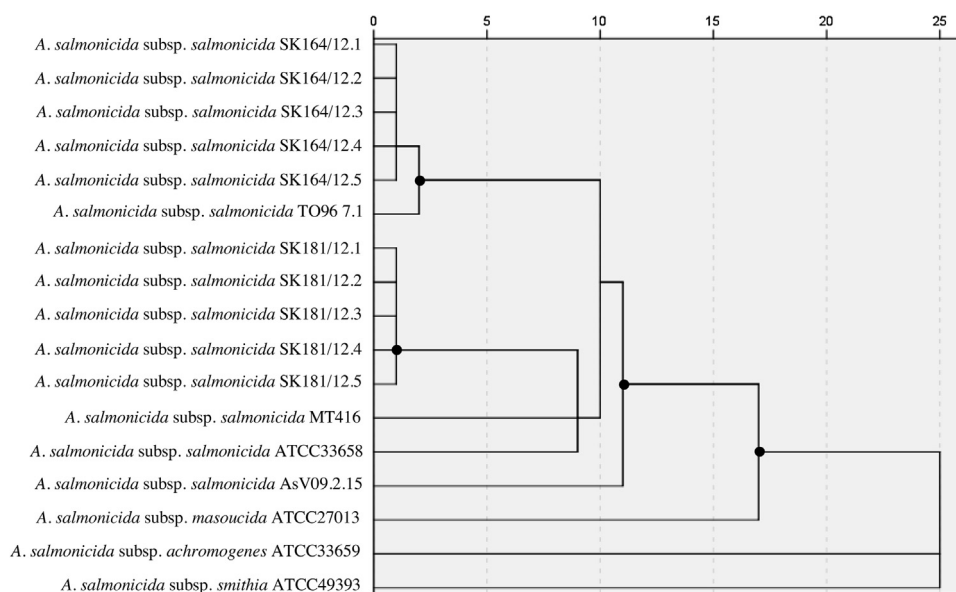 0 5 10 15 20 25
A. salmonicida subsp. salmonicida SK164/12.1
A. salmonicida subsp. salmonicida SK164/12.2
A. salmonicida subsp. salmonicida SK164/12.3
A. salmonicida subsp. salmonicida SK164/12.4
A. salmonicida subsp. salmonicida SK164/12.5
A. salmonicida subsp. salmonicida TO96 7.1
A. salmonicida subsp. salmonicida SK181/12.1
A. salmonicida subsp. salmonicida SK181/12.2
A. salmonicida subsp. salmonicida SK181/12.3
A. salmonicida subsp. salmonicida SK181/12.4
A. salmonicida subsp. salmonicida SK181/12.5
A. salmonicida subsp. salmonicida MT416
A. salmonicida subsp. salmonicida ATCC33658
A. salmonicida subsp. salmonicida AsV09.2.15
A. salmonicida subsp. masoucida ATCC27013
A. salmonicida subsp. achromogenes ATCC33659
A. salmonicida subsp. smithia ATCC49393